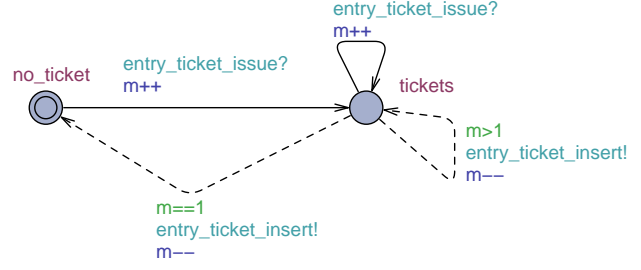 entry_ticket_issue?
m++
no_ticket
entry_ticket_issue?
m++
tickets
m>1
entry_ticket_insert!
m−−
m==1
entry_ticket_insert!
m−−